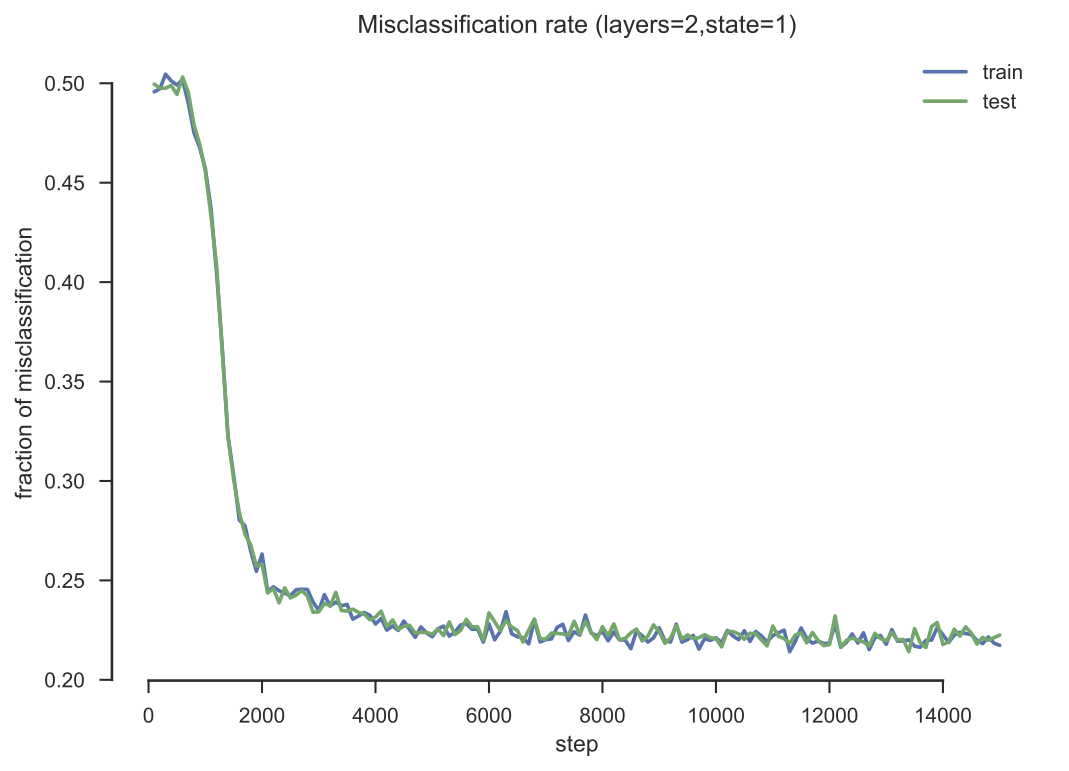 Misclassification rate (layers=2,state=1)
train
test
fraction of misclassification
0.50
0.45
0.40
0.35
0.30
0.25
0.20
0 2000 4000 6000 8000 10000 12000 14000
step